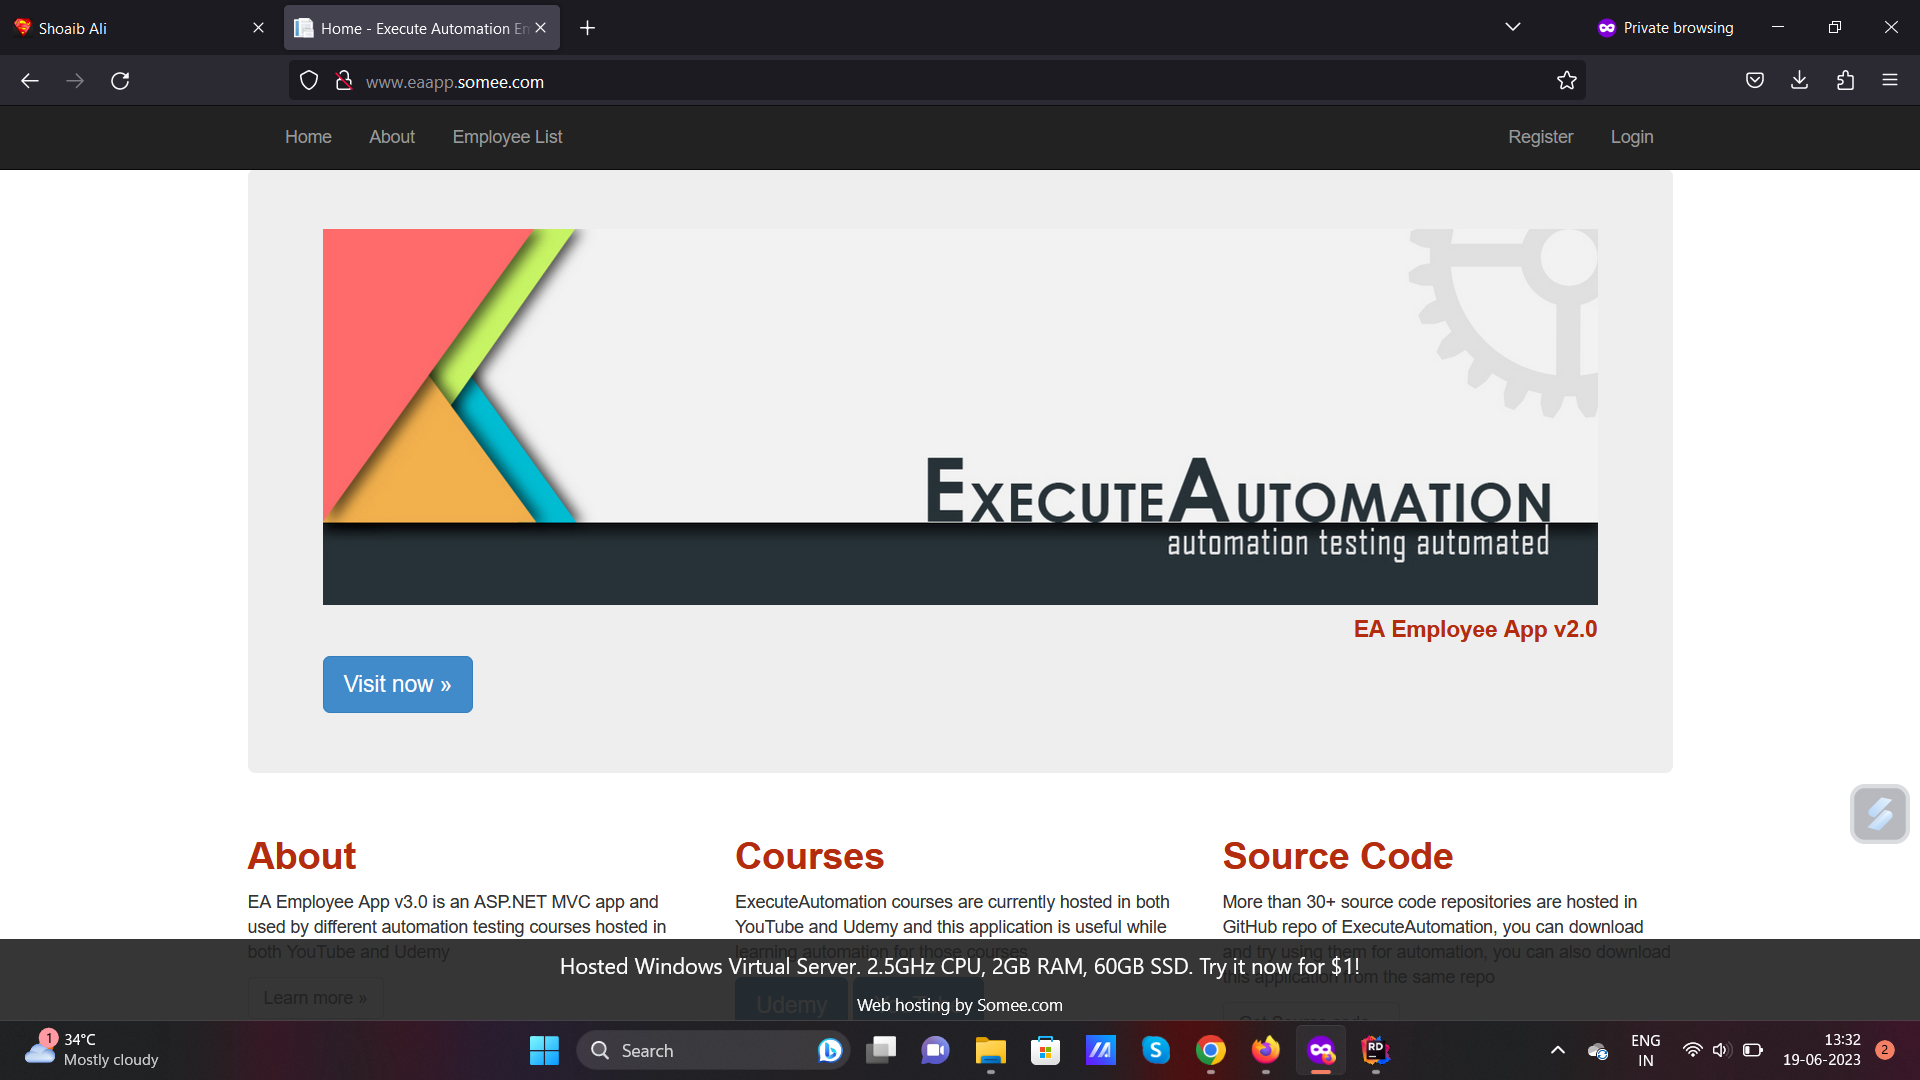 Shoaib Ali
Home - Execute Automation En
Private browsing
www.eaapp.somee.com
Home About Employee List Register Login
EXECUTEAUTOMATION
automation testing automated
EA Employee App v2.0
Visit now »
About
EA Employee App v3.0 is an ASP.NET MVC app and
used by different automation testing courses hosted in
both YouTube and Udemy
Learn more »
Courses
ExecuteAutomation courses are currently hosted in both
YouTube and Udemy and this application is useful while
learning automation for those courses
Udemy
Source Code
More than 30+ source code repositories are hosted in
GitHub repo of ExecuteAutomation, you can download
and try using them for automation, you can also download
this application from the same repo
Hosted Windows Virtual Server. 2.5GHz CPU, 2GB RAM, 60GB SSD. Try it now for $1!
Web hosting by Somee.com
1
34°C
Mostly cloudy
Search
RD
ENG
IN
13:32
19-06-2023
2